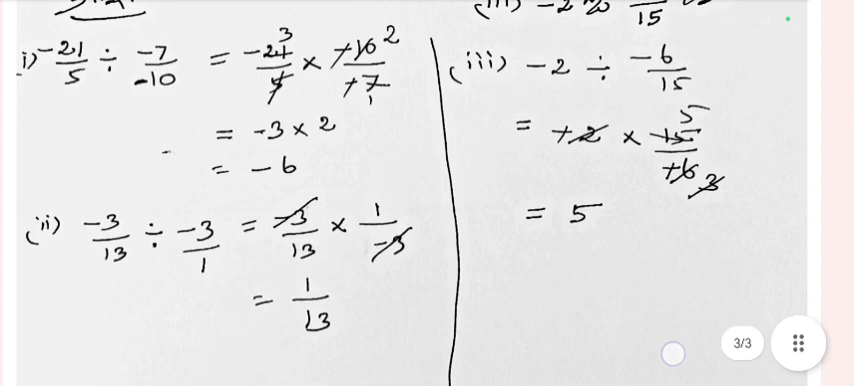 i) -21/5 ÷ -7/-10 = -21/5 × -10/-7
= -3 × 2
= -6
(ii) -3/13 ÷ -3/1 = -3/13 × 1/-3
= 1/13
15
(iii) -2 ÷ -6/15
= +2 × 15/+6
= 5
3/3